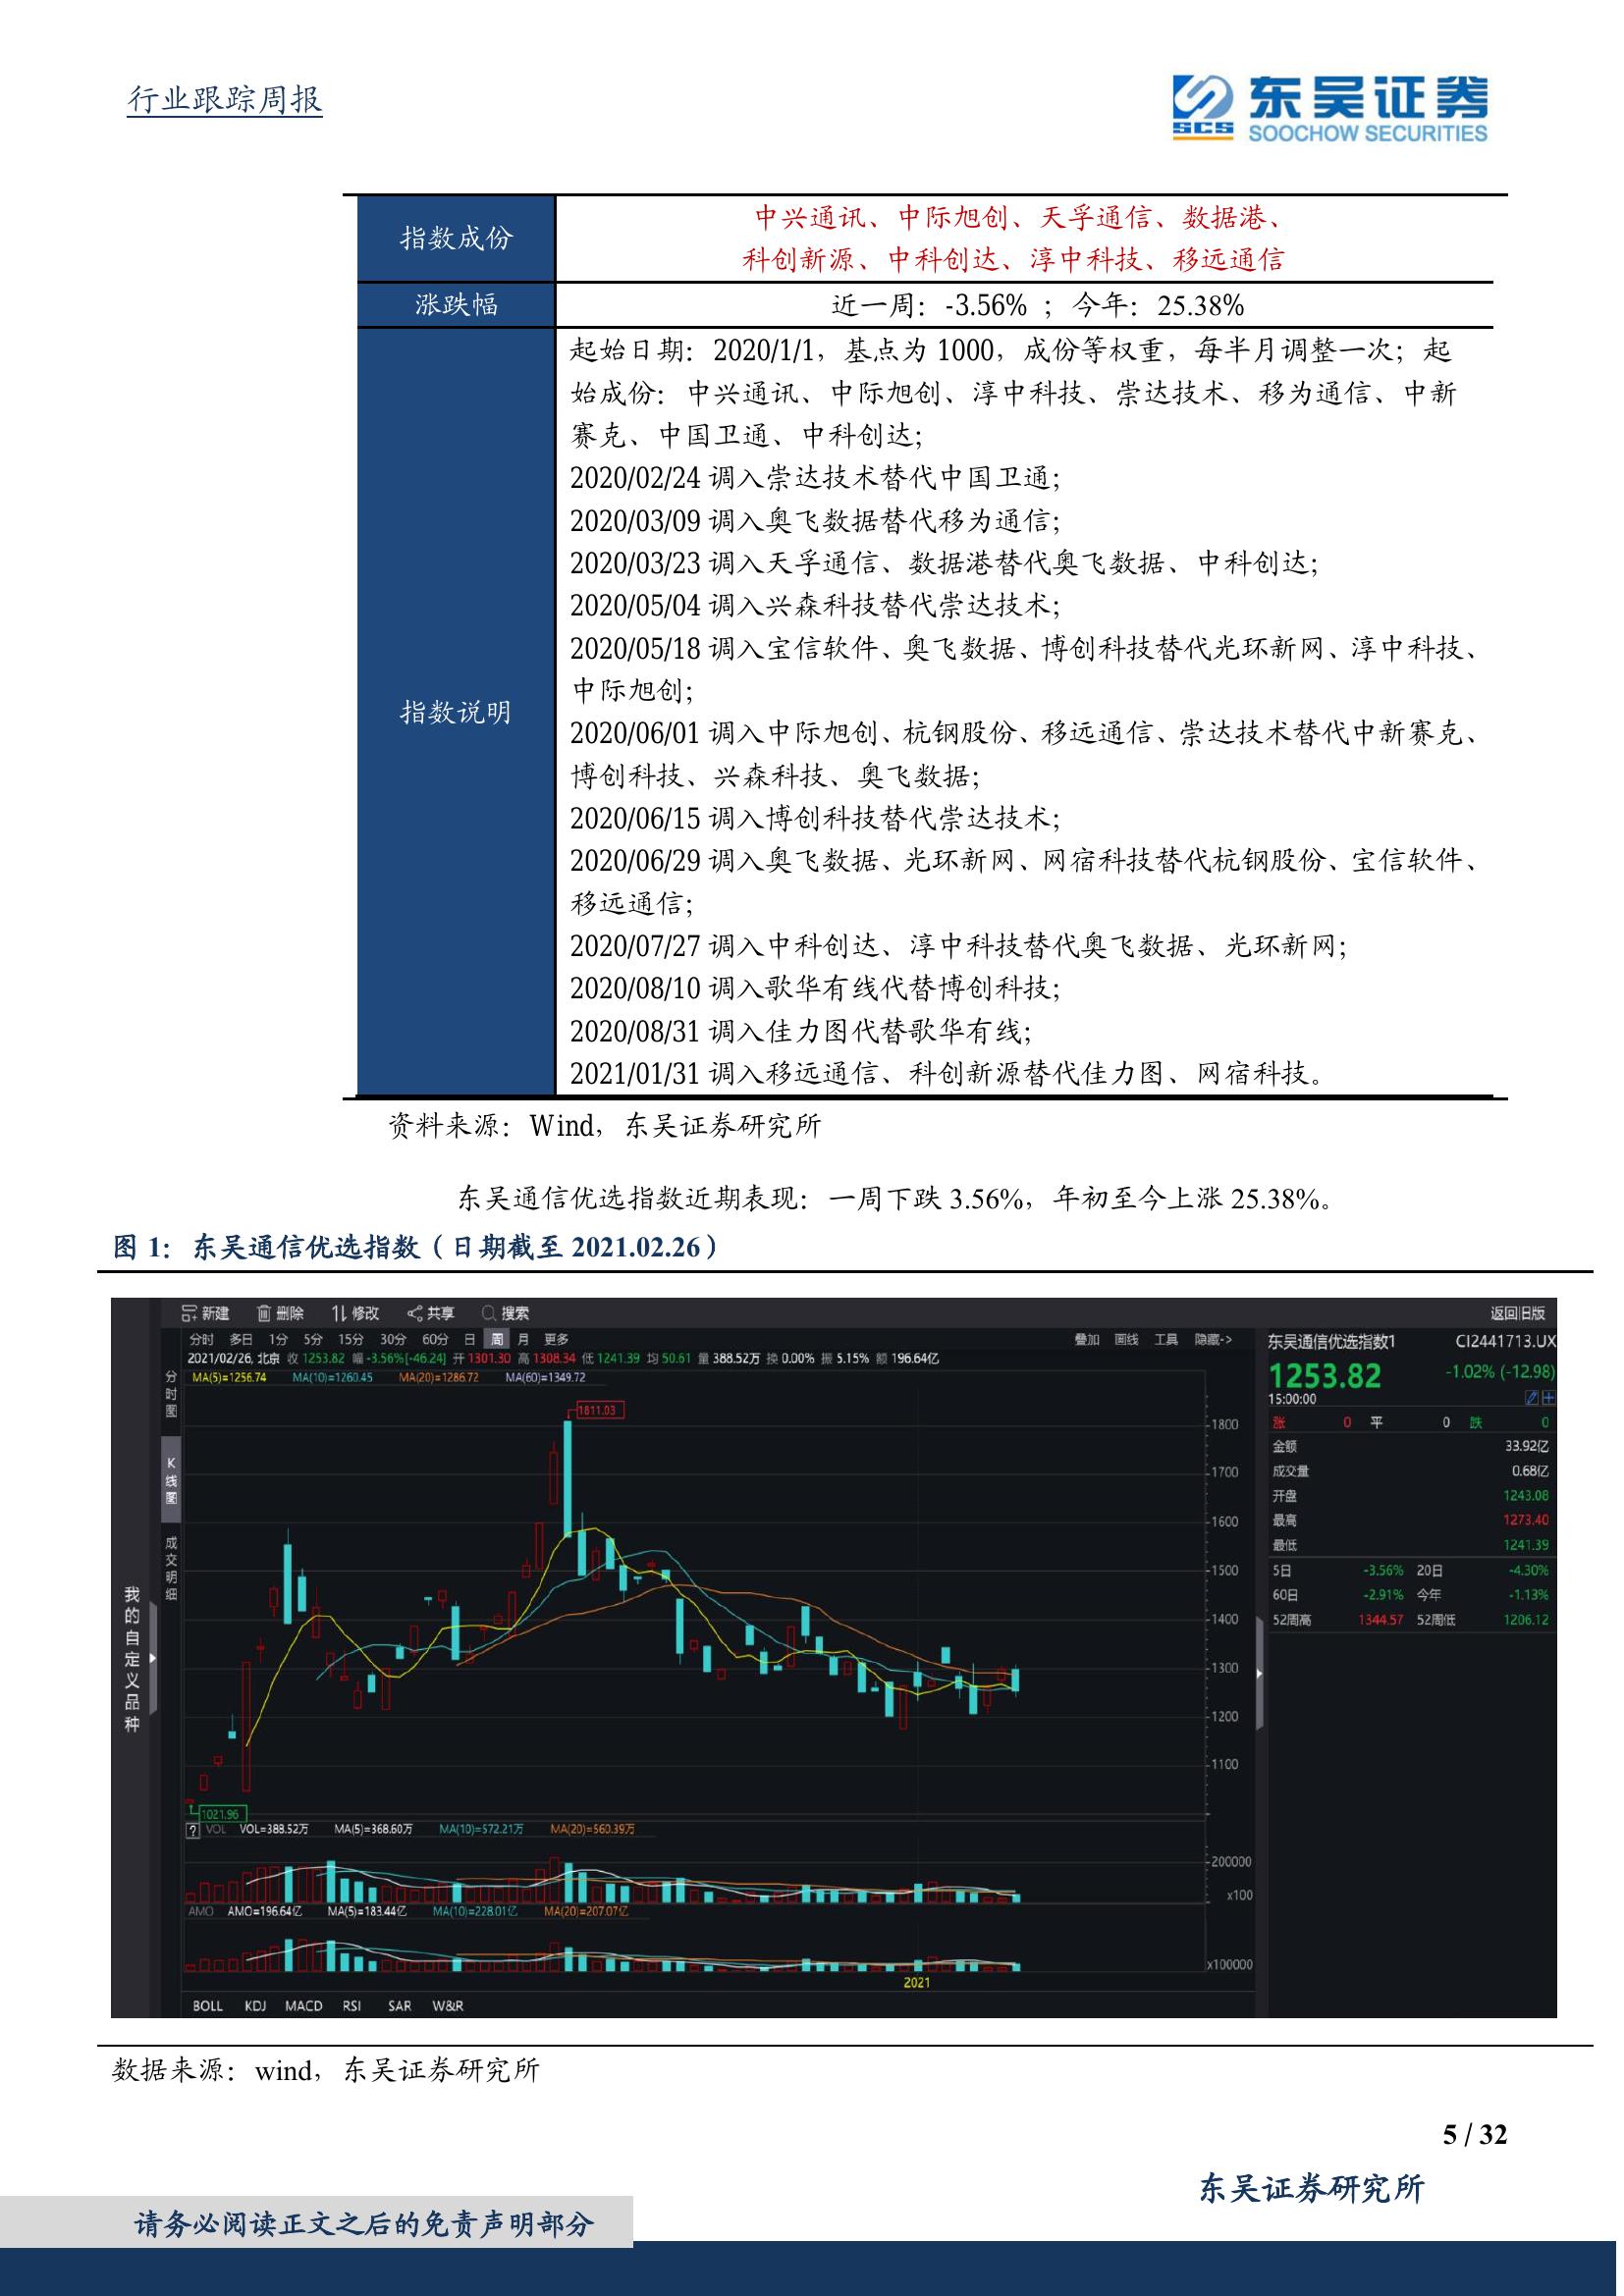 行业跟踪周报
SCS 东吴证券
SOOCHOW SECURITIES
指数成份
中兴通讯、中际旭创、天孚通信、数据港、
科创新源、中科创达、淳中科技、移远通信
涨跌幅
近一周：-3.56% ；今年：25.38%
指数说明
起始日期：2020/1/1，基点为 1000，成份等权重，每半月调整一次；起
始成份：中兴通讯、中际旭创、淳中科技、崇达技术、移为通信、中新
赛克、中国卫通、中科创达；
2020/02/24 调入崇达技术替代中国卫通；
2020/03/09 调入奥飞数据替代移为通信；
2020/03/23 调入天孚通信、数据港替代奥飞数据、中科创达；
2020/05/04 调入兴森科技替代崇达技术；
2020/05/18 调入宝信软件、奥飞数据、博创科技替代光环新网、淳中科技、
中际旭创；
2020/06/01 调入中际旭创、杭钢股份、移远通信、崇达技术替代中新赛克、
博创科技、兴森科技、奥飞数据；
2020/06/15 调入博创科技替代崇达技术；
2020/06/29 调入奥飞数据、光环新网、网宿科技替代杭钢股份、宝信软件、
移远通信；
2020/07/27 调入中科创达、淳中科技替代奥飞数据、光环新网；
2020/08/10 调入歌华有线代替博创科技；
2020/08/31 调入佳力图代替歌华有线；
2021/01/31 调入移远通信、科创新源替代佳力图、网宿科技。
资料来源：Wind，东吴证券研究所
东吴通信优选指数近期表现：一周下跌 3.56%，年初至今上涨 25.38%。
图 1：东吴通信优选指数（日期截至 2021.02.26）
新建 删除 修改 共享 搜索 返回旧版
分时 多日 1分 5分 15分 30分 60分 日 周 月 更多 叠加 画线 工具 隐藏->
2021/02/26, 北京 收 1253.82 幅 -3.56%[-46.24] 开 1301.30 高 1308.34 低 1241.39 均 50.61 量 388.52万 换 0.00% 振 5.15% 额 196.64亿
MA(5)=1256.74 MA(10)=1260.45 MA(20)=1286.72 MA(60)=1349.72
分时图
K线图
成交明细
我的自定义品种
1811.03
1800
1700
1600
1500
1400
1300
1200
1100
1021.96
? VOL VOL=388.52万 MA(5)=368.60万 MA(10)=572.21万 MA(20)=560.39万
200000
x100
AMO AMO=196.64亿 MA(5)=183.44亿 MA(10)=228.01亿 MA(20)=207.07亿
x100000
2021
BOLL KDJ MACD RSI SAR W&R
东吴通信优选指数1 CI2441713.UX
1253.82 -1.02% (-12.98)
15:00:00
涨 0 平 0 跌 0
金额 33.92亿
成交量 0.68亿
开盘 1243.08
最高 1273.40
最低 1241.39
5日 -3.56% 20日 -4.30%
60日 -2.91% 今年 -1.13%
52周高 1344.57 52周低 1206.12
数据来源：wind，东吴证券研究所
5 / 32
东吴证券研究所
请务必阅读正文之后的免责声明部分